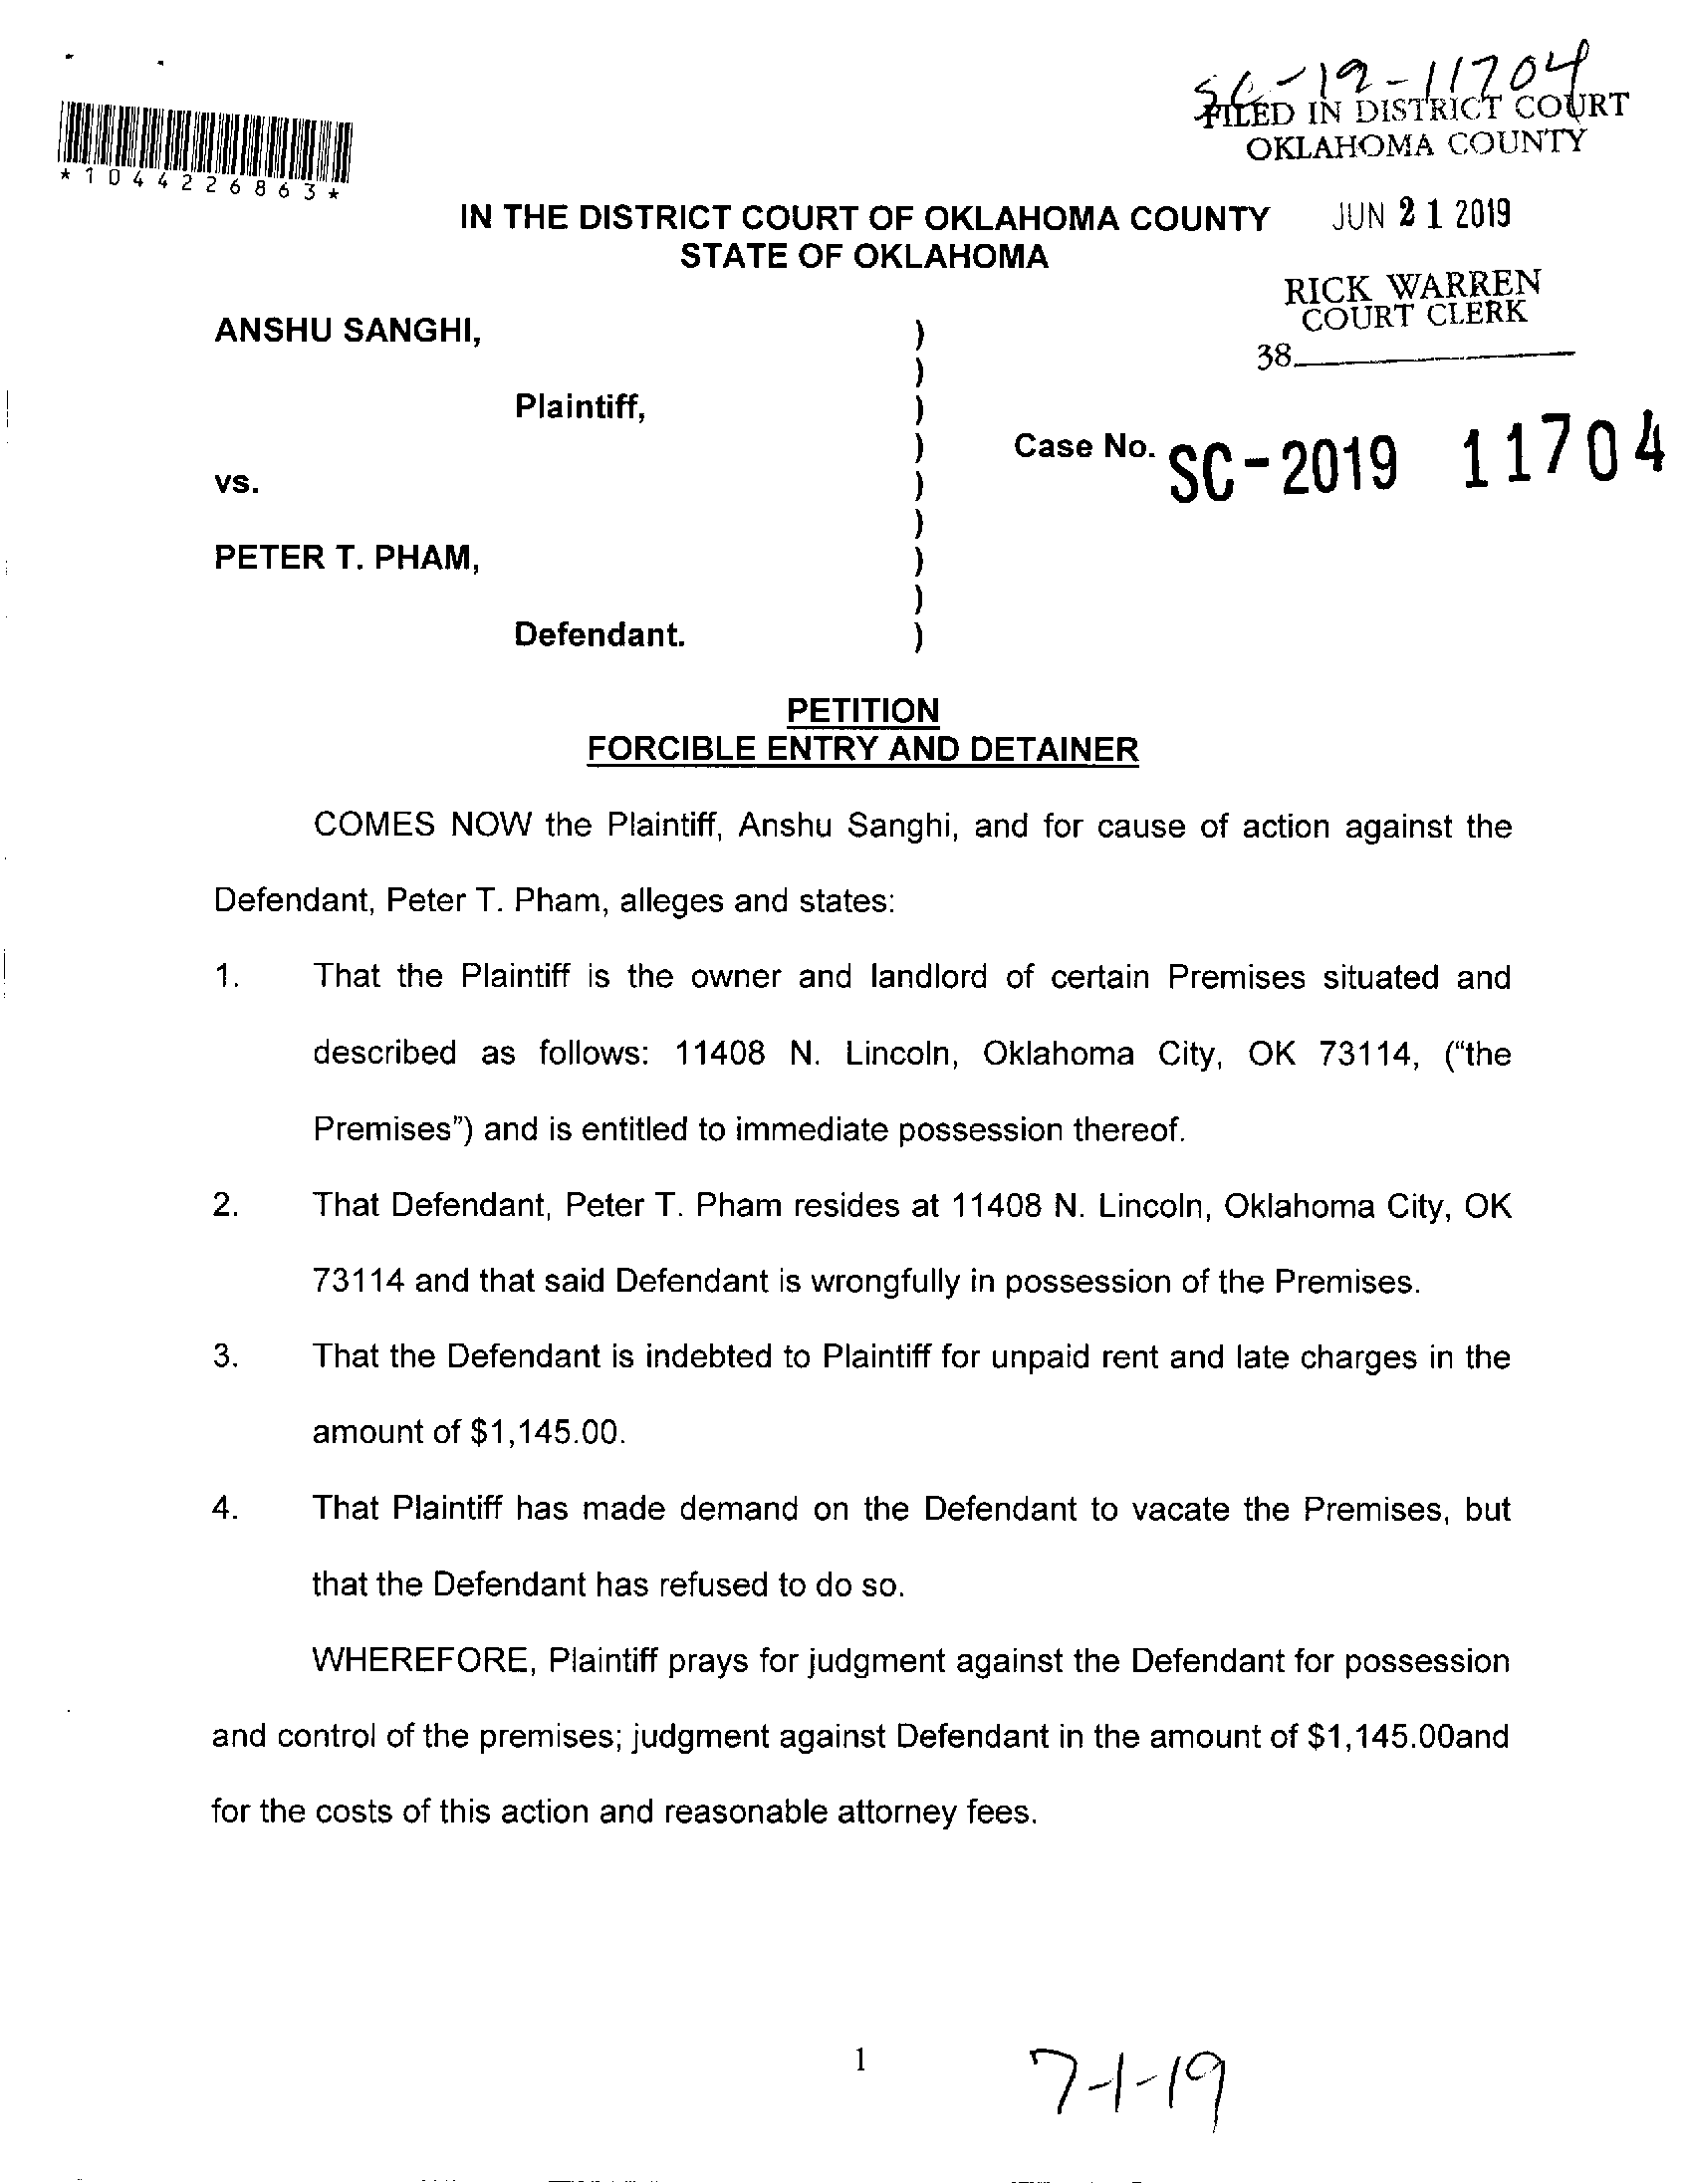 SC-19-11704
FILED IN DISTRICT COURT
OKLAHOMA COUNTY
*1044226863*
IN THE DISTRICT COURT OF OKLAHOMA COUNTY
STATE OF OKLAHOMA
JUN 21 2019
RICK WARREN
COURT CLERK
38
ANSHU SANGHI, )
)
Plaintiff, )
) Case No. SC-2019 11704
vs. )
)
PETER T. PHAM, )
)
Defendant. )
PETITION
FORCIBLE ENTRY AND DETAINER
COMES NOW the Plaintiff, Anshu Sanghi, and for cause of action against the
Defendant, Peter T. Pham, alleges and states:
1. That the Plaintiff is the owner and landlord of certain Premises situated and
described as follows: 11408 N. Lincoln, Oklahoma City, OK 73114, (“the
Premises”) and is entitled to immediate possession thereof.
2. That Defendant, Peter T. Pham resides at 11408 N. Lincoln, Oklahoma City, OK
73114 and that said Defendant is wrongfully in possession of the Premises.
3. That the Defendant is indebted to Plaintiff for unpaid rent and late charges in the
amount of $1,145.00.
4. That Plaintiff has made demand on the Defendant to vacate the Premises, but
that the Defendant has refused to do so.
WHEREFORE, Plaintiff prays for judgment against the Defendant for possession
and control of the premises; judgment against Defendant in the amount of $1,145.00and
for the costs of this action and reasonable attorney fees.
1
7-1-19